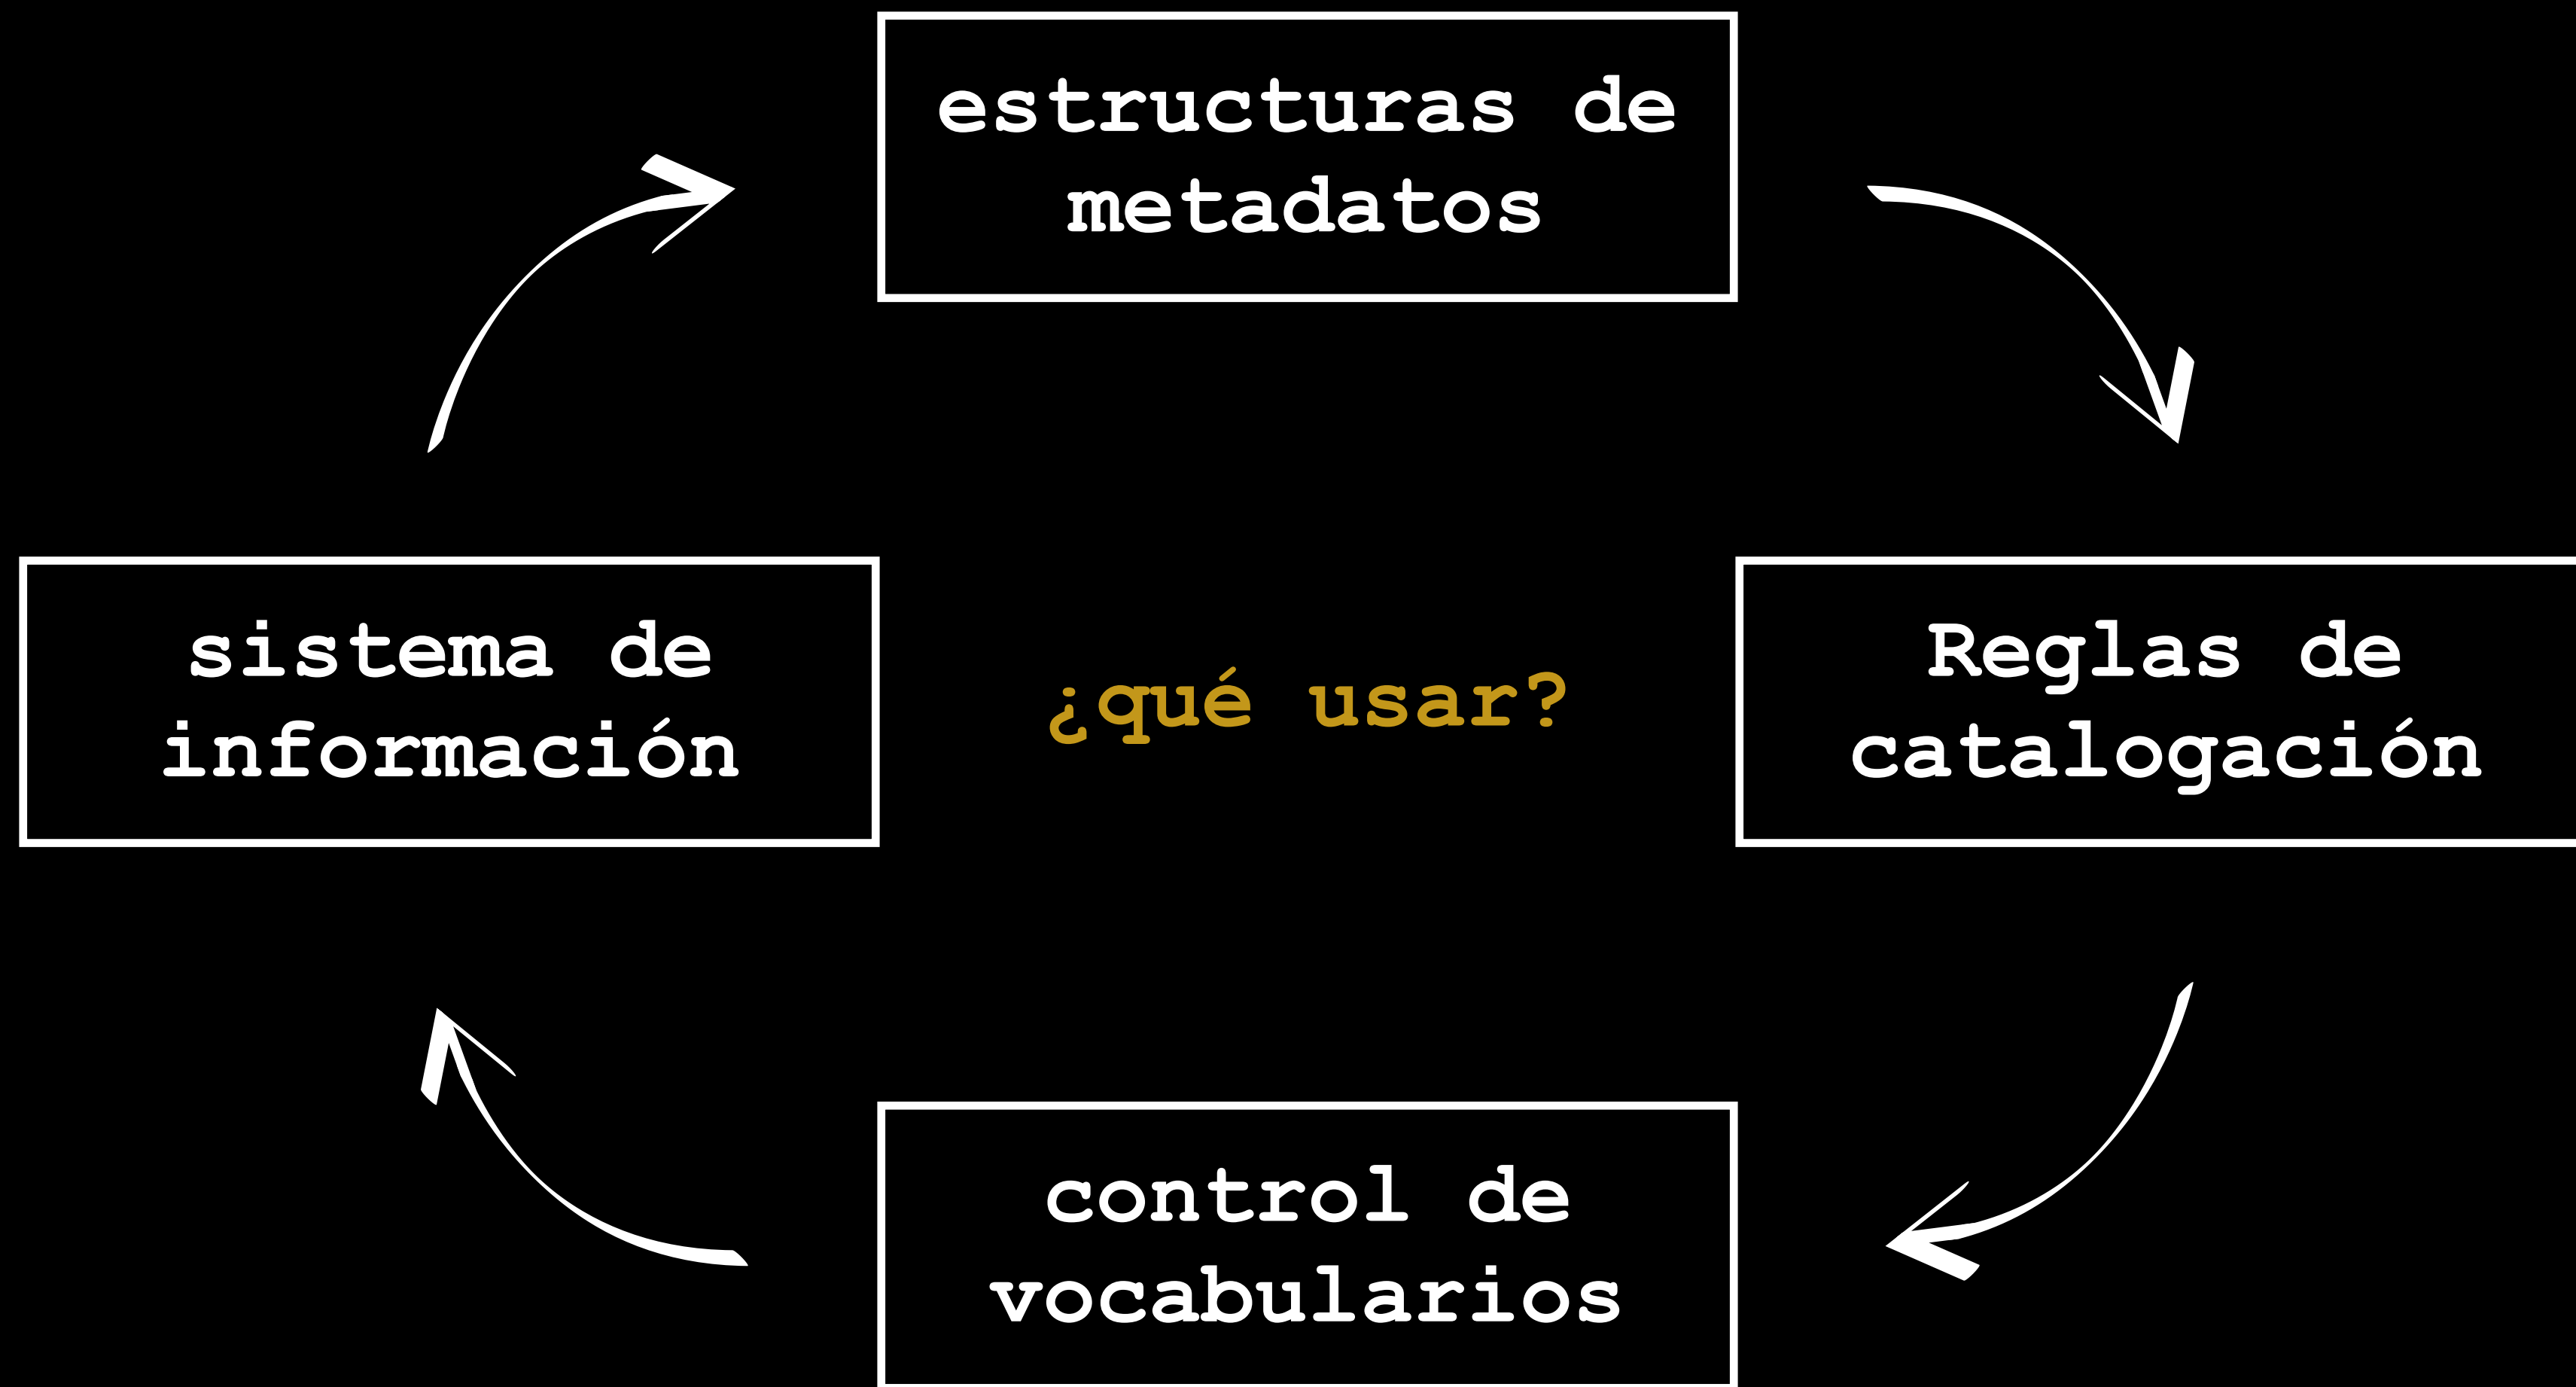 estructuras de
metadatos
sistema de
información
¿qué usar?
Reglas de
catalogación
control de
vocabularios